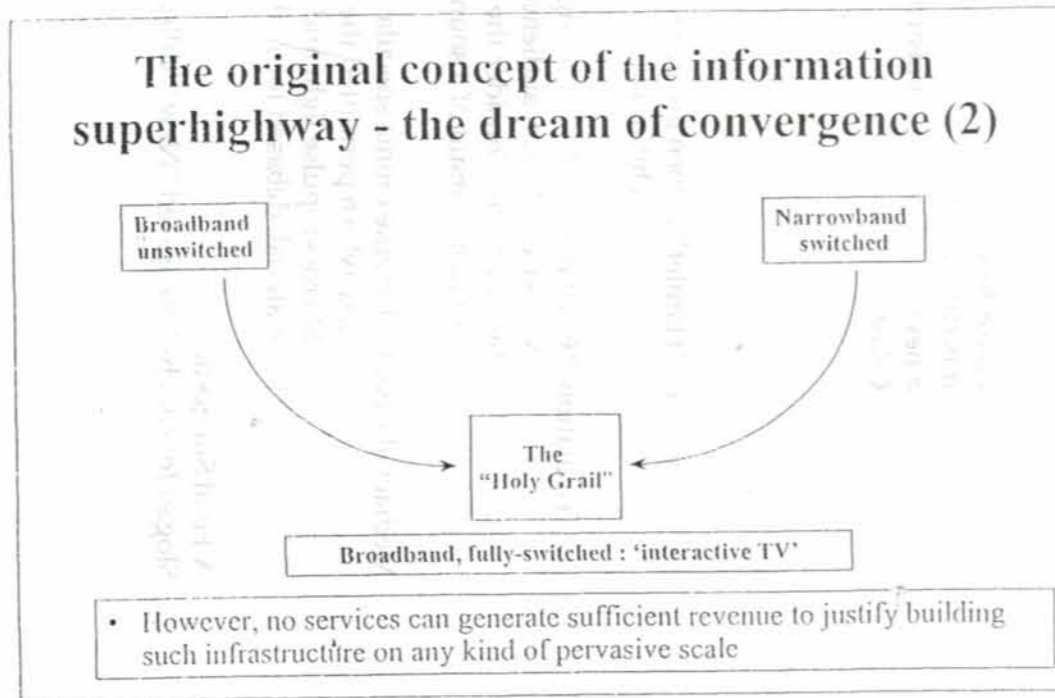 The original concept of the information
superhighway - the dream of convergence (2)
Broadband
unswitched
Narrowband
switched
The
“Holy Grail”
Broadband, fully-switched : ‘interactive TV’
• However, no services can generate sufficient revenue to justify building
such infrastructure on any kind of pervasive scale